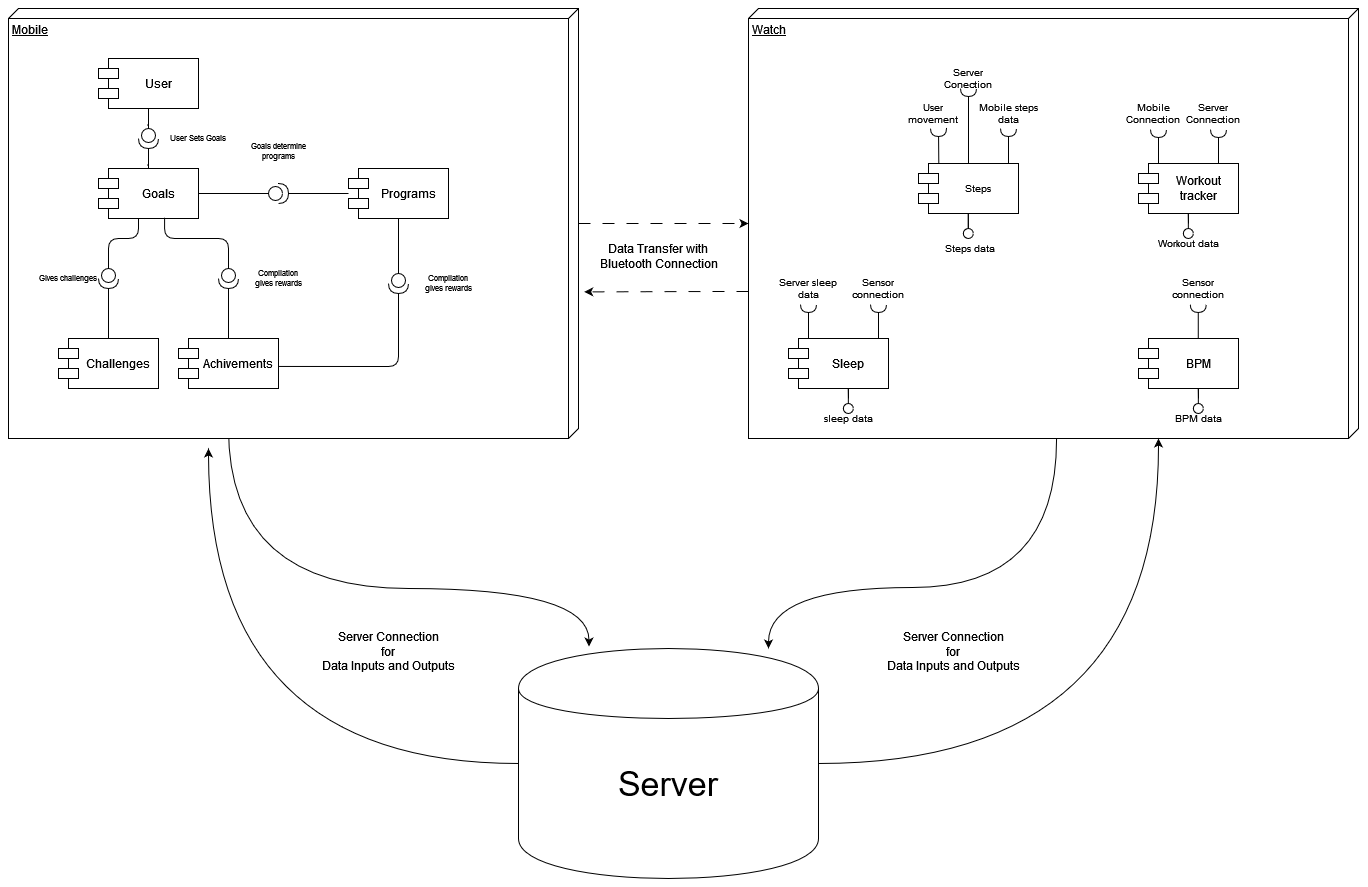 Mobile
User
User Sets Goals
Goals determine
programs
Goals
Programs
Gives challenges
Compilation
gives rewards
Compilation
gives rewards
Challenges
Achivements
Data Transfer with
Bluetooth Connection
Watch
Server
Conection
User
movement
Mobile steps
data
Steps
Steps data
Mobile
Connection
Server
Connection
Workout
tracker
Workout data
Server sleep
data
Sensor
connection
Sleep
sleep data
Sensor
connection
BPM
BPM data
Server Connection
for
Data Inputs and Outputs
Server Connection
for
Data Inputs and Outputs
Server